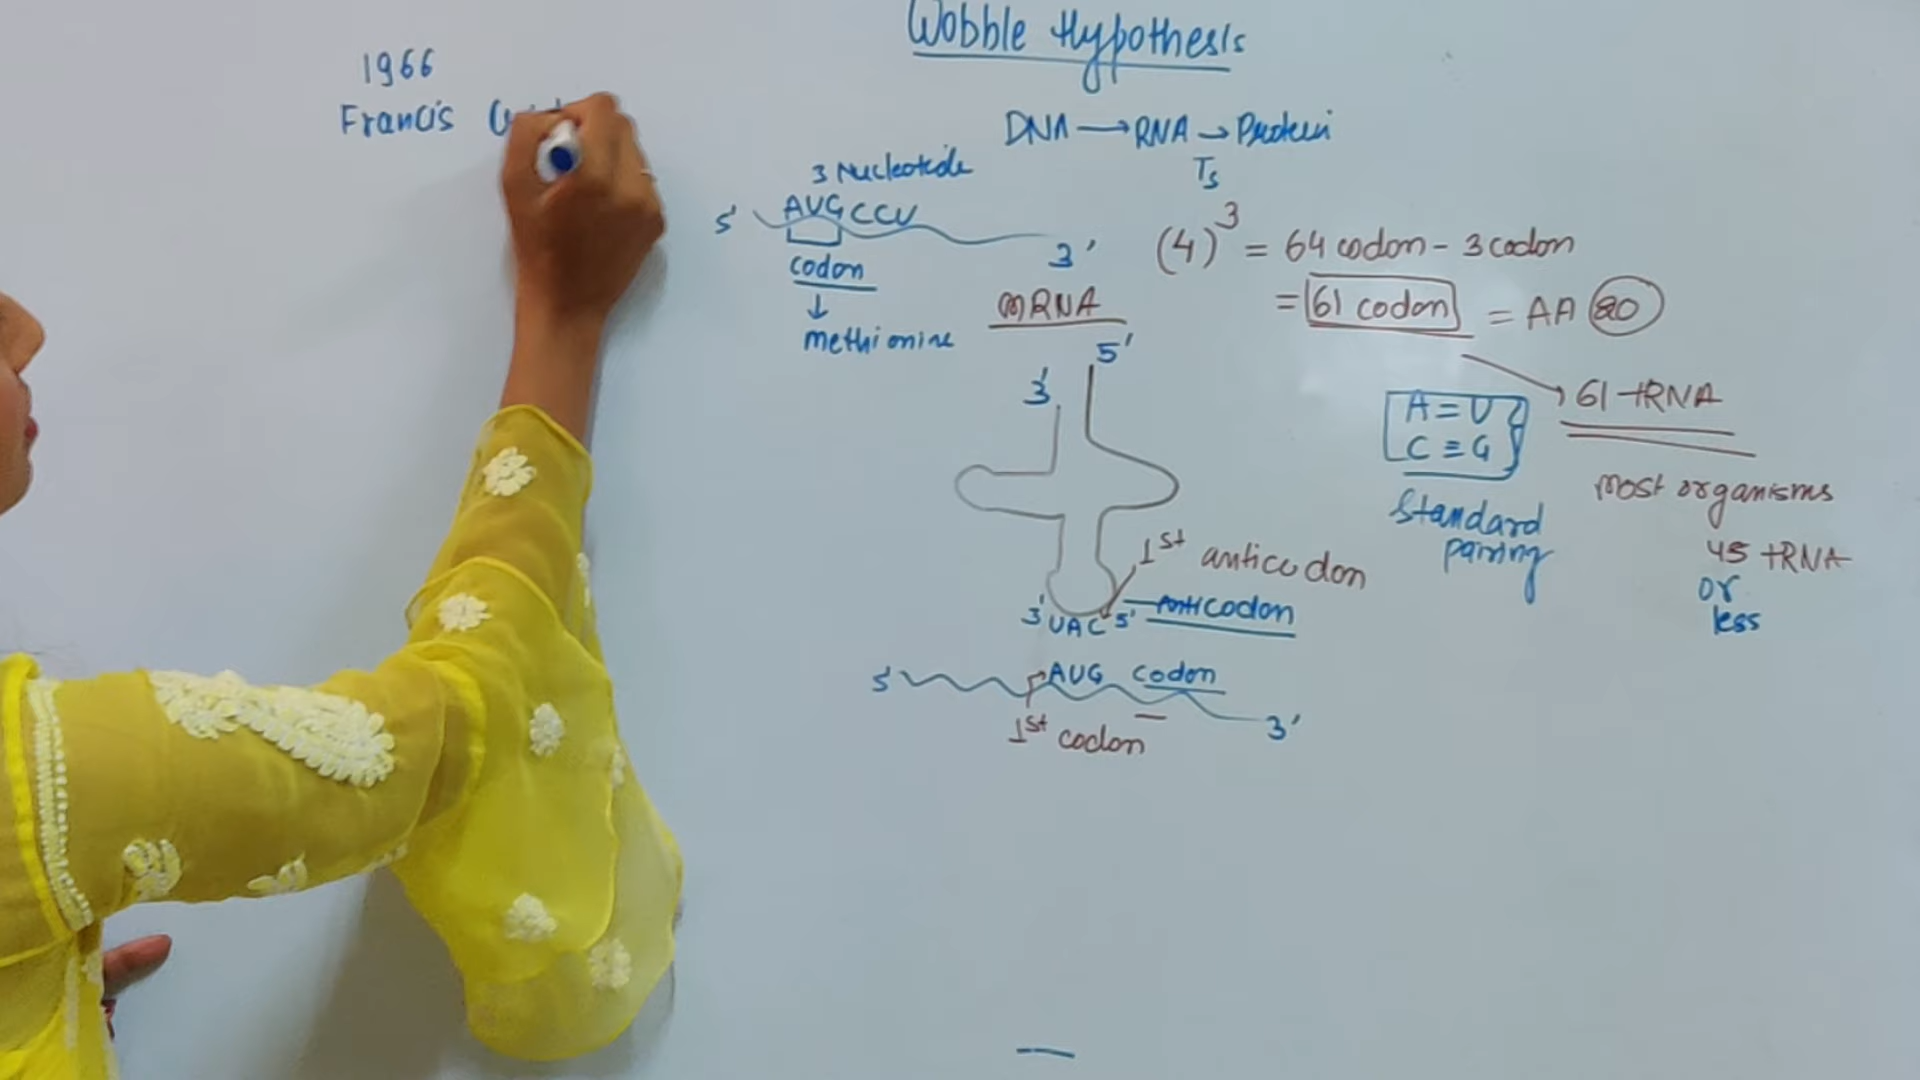 Wobble Hypothesis
1966
Francis
DNA → RNA → Protein
Ts
3 Nucleotide
5' AUGCCU 3'
codon
↓
methionine
mRNA
(4)³ = 64 codon - 3 codon
= 61 codon = AA 20
61 tRNA
5'
3'
A = U
C ≡ G
Standard
pairing
most organisms
45 tRNA
or
less
1st anticodon
3' UAC 5' Anticodon
5' AUG codon 3'
1st codon